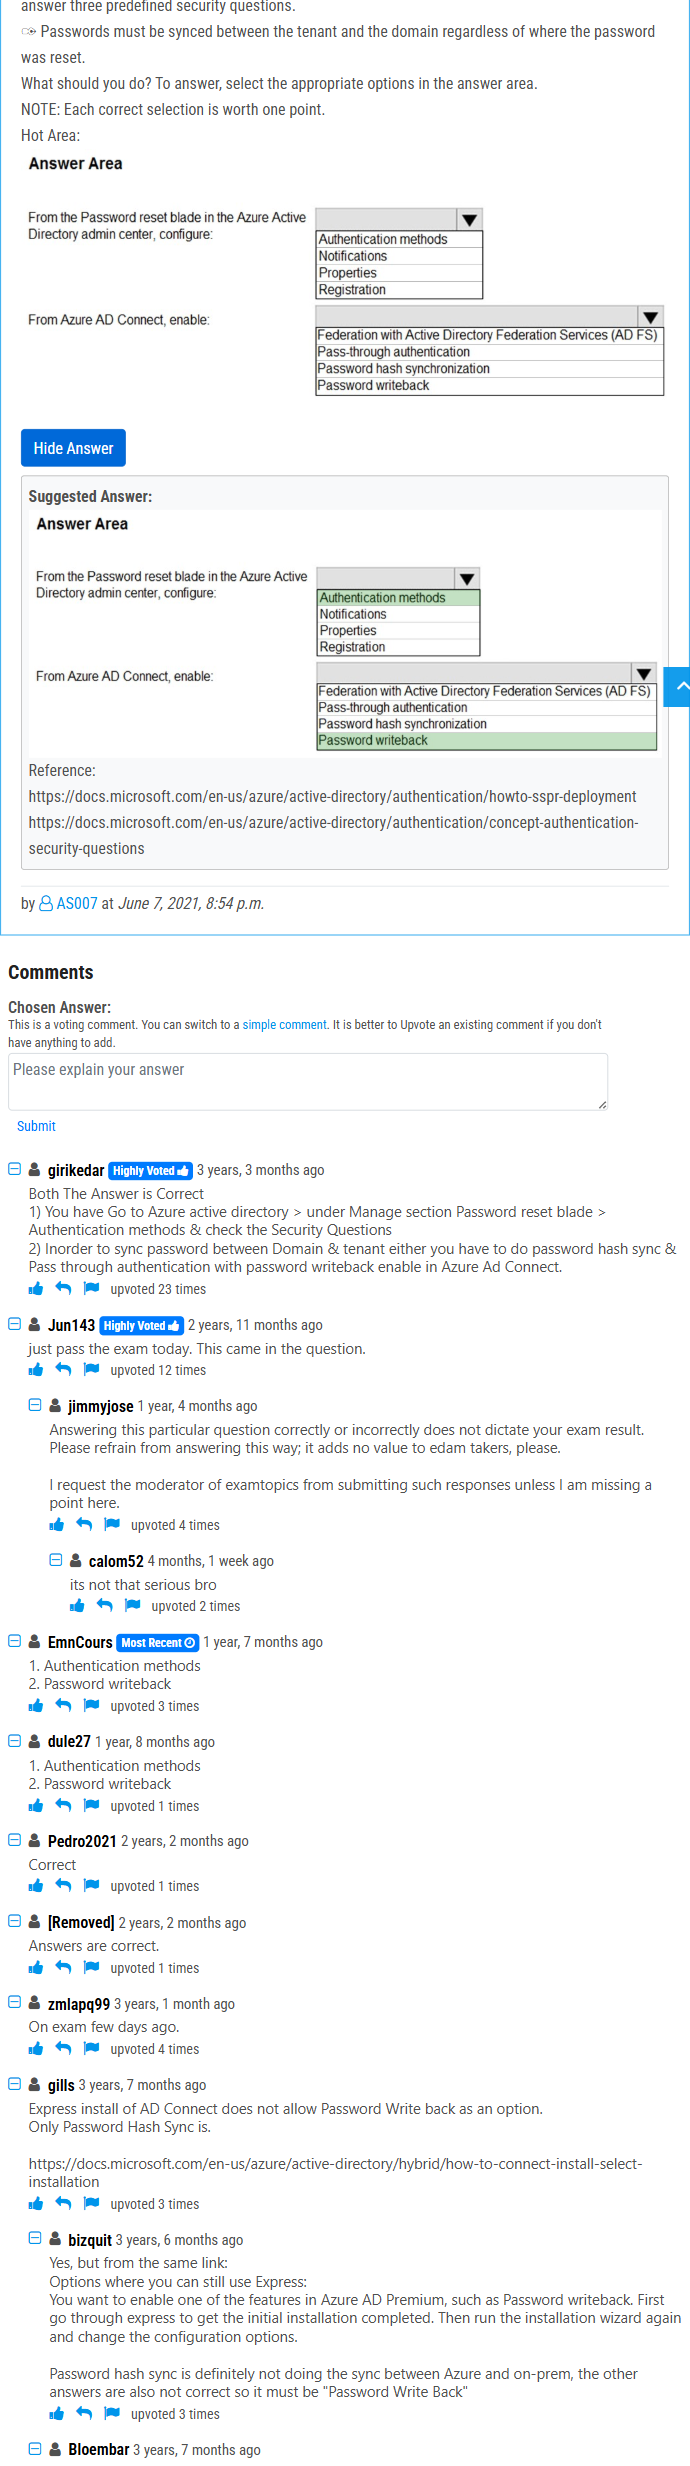 answer three predefined security questions.
Passwords must be synced between the tenant and the domain regardless of where the password
was reset.
What should you do? To answer, select the appropriate options in the answer area.
NOTE: Each correct selection is worth one point.
Hot Area:
Answer Area
From the Password reset blade in the Azure Active
Directory admin center, configure:
Authentication methods
Notifications
Properties
Registration
From Azure AD Connect, enable:
Federation with Active Directory Federation Services (AD FS)
Pass-through authentication
Password hash synchronization
Password writeback
Hide Answer
Suggested Answer:
Answer Area
From the Password reset blade in the Azure Active
Directory admin center, configure:
Authentication methods
Notifications
Properties
Registration
From Azure AD Connect, enable:
Federation with Active Directory Federation Services (AD FS)
Pass-through authentication
Password hash synchronization
Password writeback
Reference:
https://docs.microsoft.com/en-us/azure/active-directory/authentication/howto-sspr-deployment
https://docs.microsoft.com/en-us/azure/active-directory/authentication/concept-authentication-
security-questions
by AS007 at June 7, 2021, 8:54 p.m.
Comments
Chosen Answer:
This is a voting comment. You can switch to a simple comment. It is better to Upvote an existing comment if you don't
have anything to add.
Please explain your answer
Submit
girikedar Highly Voted 3 years, 3 months ago
Both The Answer is Correct
1) You have Go to Azure active directory > under Manage section Password reset blade >
Authentication methods & check the Security Questions
2) Inorder to sync password between Domain & tenant either you have to do password hash sync &
Pass through authentication with password writeback enable in Azure Ad Connect.
upvoted 23 times
Jun143 Highly Voted 2 years, 11 months ago
just pass the exam today. This came in the question.
upvoted 12 times
jimmyjose 1 year, 4 months ago
Answering this particular question correctly or incorrectly does not dictate your exam result.
Please refrain from answering this way; it adds no value to edam takers, please.
I request the moderator of examtopics from submitting such responses unless I am missing a
point here.
upvoted 4 times
calom52 4 months, 1 week ago
its not that serious bro
upvoted 2 times
EmnCours Most Recent 1 year, 7 months ago
1. Authentication methods
2. Password writeback
upvoted 3 times
dule27 1 year, 8 months ago
1. Authentication methods
2. Password writeback
upvoted 1 times
Pedro2021 2 years, 2 months ago
Correct
upvoted 1 times
[Removed] 2 years, 2 months ago
Answers are correct.
upvoted 1 times
zmlapq99 3 years, 1 month ago
On exam few days ago.
upvoted 4 times
gills 3 years, 7 months ago
Express install of AD Connect does not allow Password Write back as an option.
Only Password Hash Sync is.
https://docs.microsoft.com/en-us/azure/active-directory/hybrid/how-to-connect-install-select-
installation
upvoted 3 times
bizquit 3 years, 6 months ago
Yes, but from the same link:
Options where you can still use Express:
You want to enable one of the features in Azure AD Premium, such as Password writeback. First
go through express to get the initial installation completed. Then run the installation wizard again
and change the configuration options.
Password hash sync is definitely not doing the sync between Azure and on-prem, the other
answers are also not correct so it must be "Password Write Back"
upvoted 3 times
Bloembar 3 years, 7 months ago